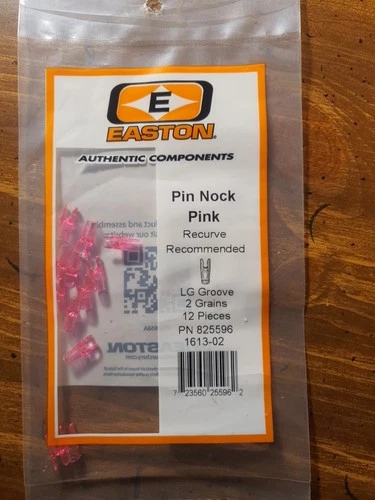 E
EASTON
AUTHENTIC COMPONENTS
Pin Nock
Pink
Recurve
Recommended
LG Groove
2 Grains
12 Pieces
PN 825596
1613-02
7 23560 25596 2